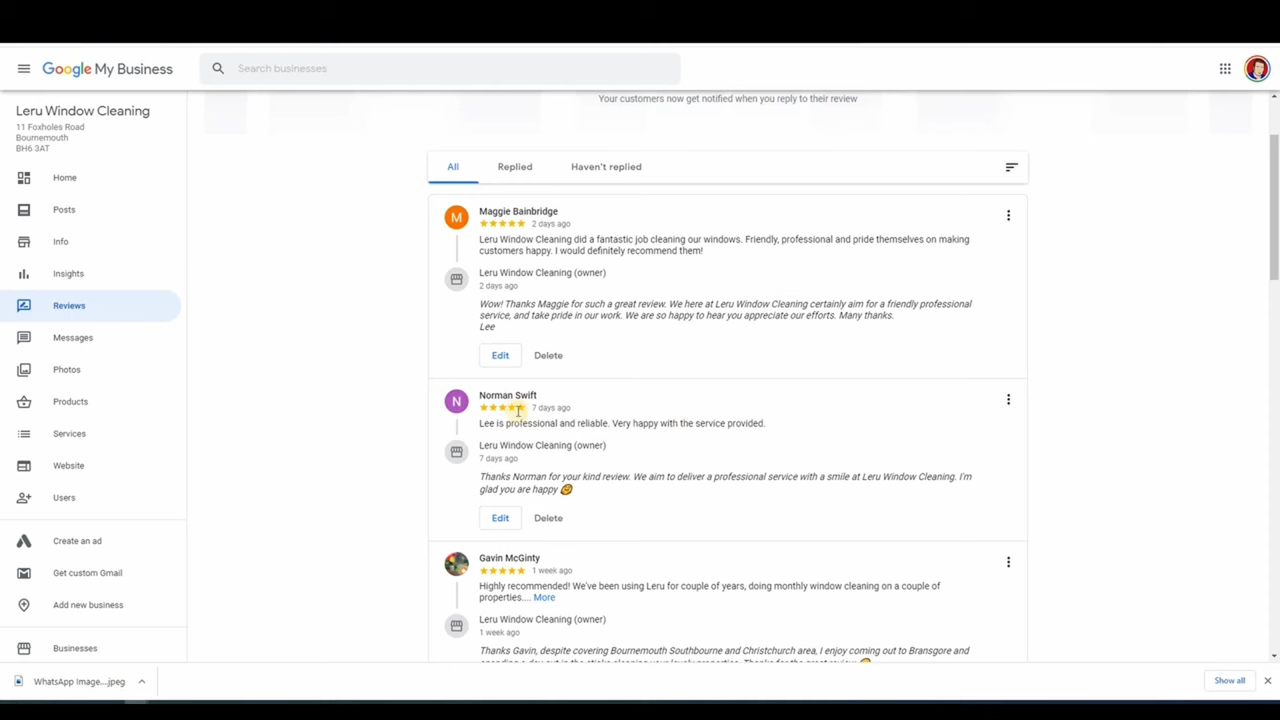 Google My Business
Search businesses
Leru Window Cleaning
11 Foxholes Road
Bournemouth
BH6 3AT
Home
Posts
Info
Insights
Reviews
Messages
Photos
Products
Services
Website
Users
Create an ad
Get custom Gmail
Add new business
Businesses
Your customers now get notified when you reply to their review
All Replied Haven't replied
M
Maggie Bainbridge
2 days ago
Leru Window Cleaning did a fantastic job cleaning our windows. Friendly, professional and pride themselves on making
customers happy. I would definitely recommend them!
Leru Window Cleaning (owner)
2 days ago
Wow! Thanks Maggie for such a great review. We here at Leru Window Cleaning certainly aim for a friendly professional
service, and take pride in our work. We are so happy to hear you appreciate our efforts. Many thanks.
Lee
Edit Delete
N
Norman Swift
7 days ago
Lee is professional and reliable. Very happy with the service provided.
Leru Window Cleaning (owner)
7 days ago
Thanks Norman for your kind review. We aim to deliver a professional service with a smile at Leru Window Cleaning. I'm
glad you are happy
Edit Delete
Gavin McGinty
1 week ago
Highly recommended! We've been using Leru for couple of years, doing monthly window cleaning on a couple of
properties.... More
Leru Window Cleaning (owner)
1 week ago
Thanks Gavin, despite covering Bournemouth Southbourne and Christchurch area, I enjoy coming out to Bransgore and
WhatsApp Image....jpeg
Show all